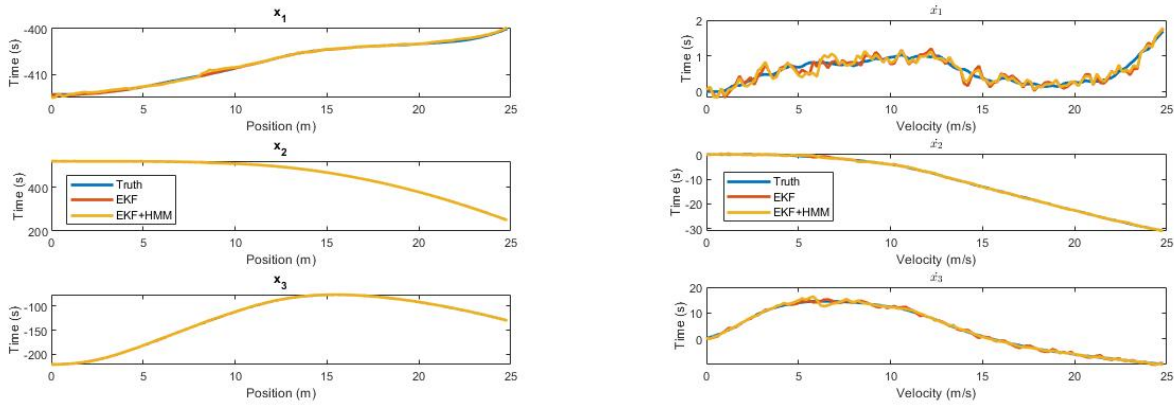 x1
Time (s)
-400
-410
0 5 10 15 20 25
Position (m)
x2
Time (s)
400
200
Truth
EKF
EKF+HMM
0 5 10 15 20 25
Position (m)
x3
Time (s)
-100
-150
-200
0 5 10 15 20 25
Position (m)
ẋ1
Time (s)
2
1
0
0 5 10 15 20 25
Velocity (m/s)
ẋ2
Time (s)
0
-10
-20
-30
Truth
EKF
EKF+HMM
0 5 10 15 20 25
Velocity (m/s)
ẋ3
Time (s)
20
10
0
0 5 10 15 20 25
Velocity (m/s)